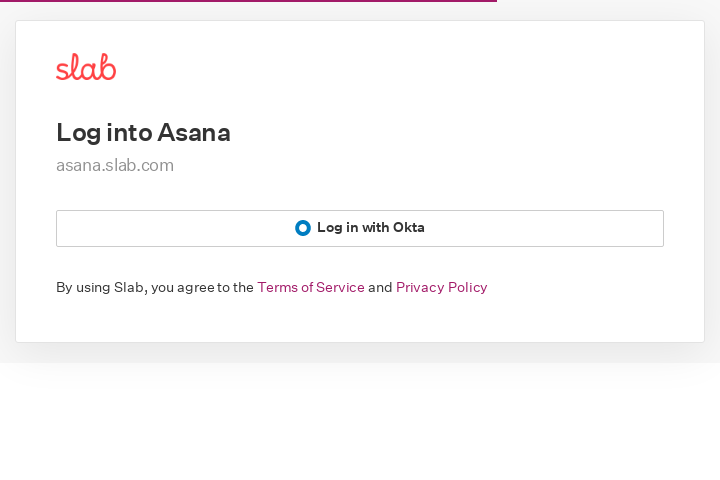 slab
Log into Asana
asana.slab.com
Log in with Okta
By using Slab, you agree to the Terms of Service and Privacy Policy